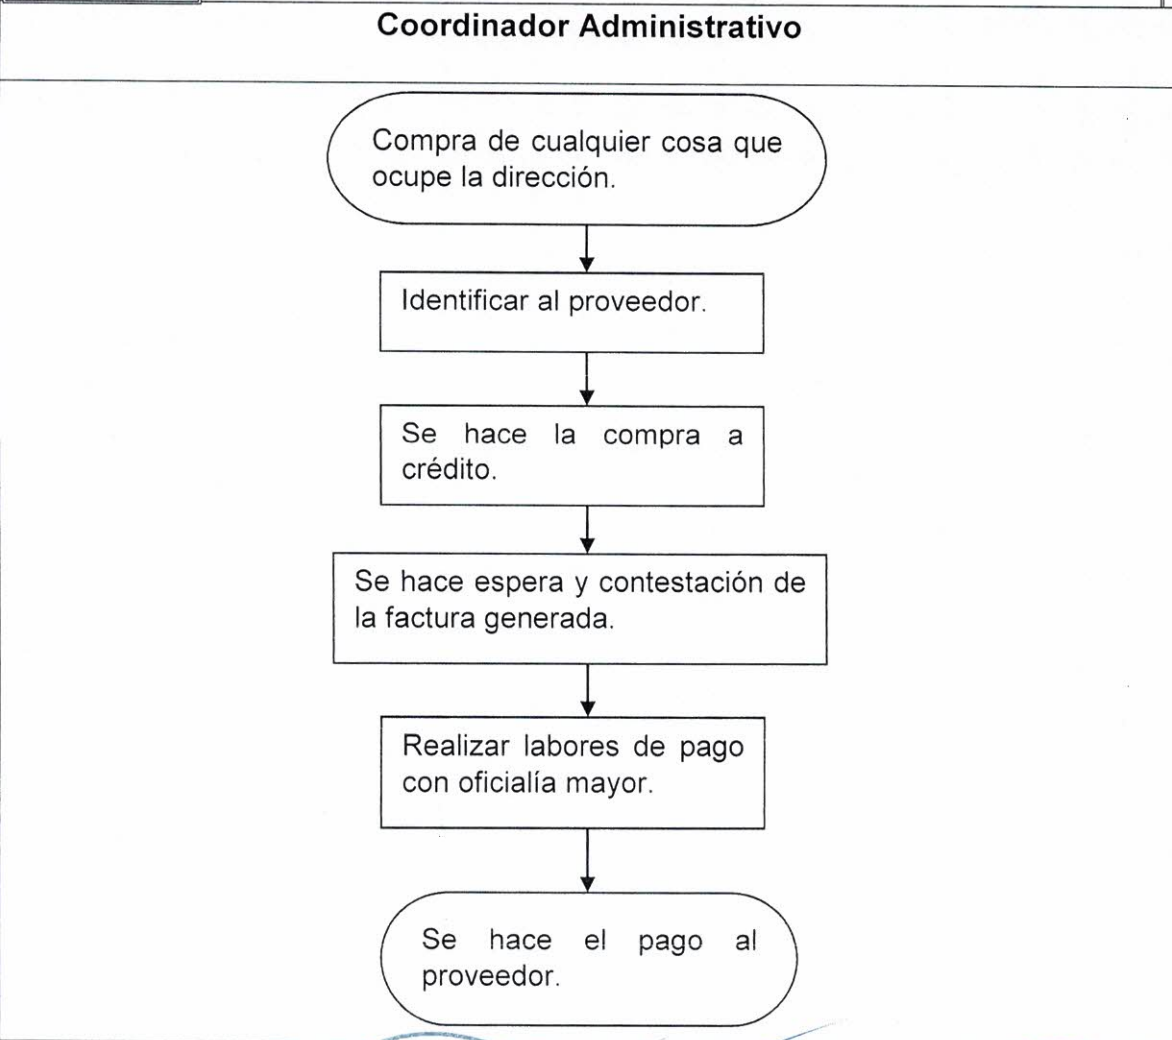 Coordinador Administrativo
Compra de cualquier cosa que
ocupe la dirección.
Identificar al proveedor.
Se hace la compra a
crédito.
Se hace espera y contestación de
la factura generada.
Realizar labores de pago
con oficialía mayor.
Se hace el pago al
proveedor.